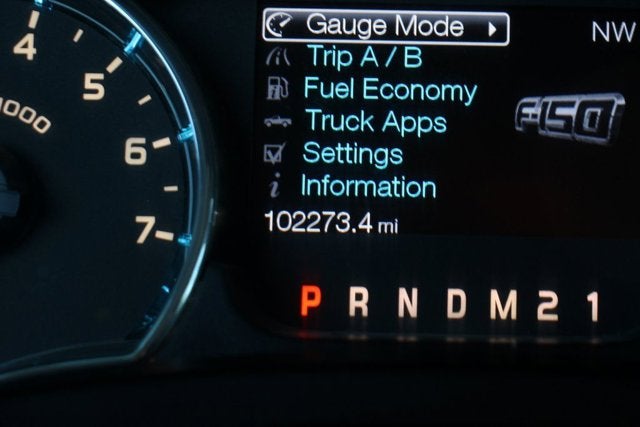 Gauge Mode
NW
Trip A / B
Fuel Economy
Truck Apps
F-150
Settings
i Information
102273.4 mi
P R N D M 2 1
4
5
6
7